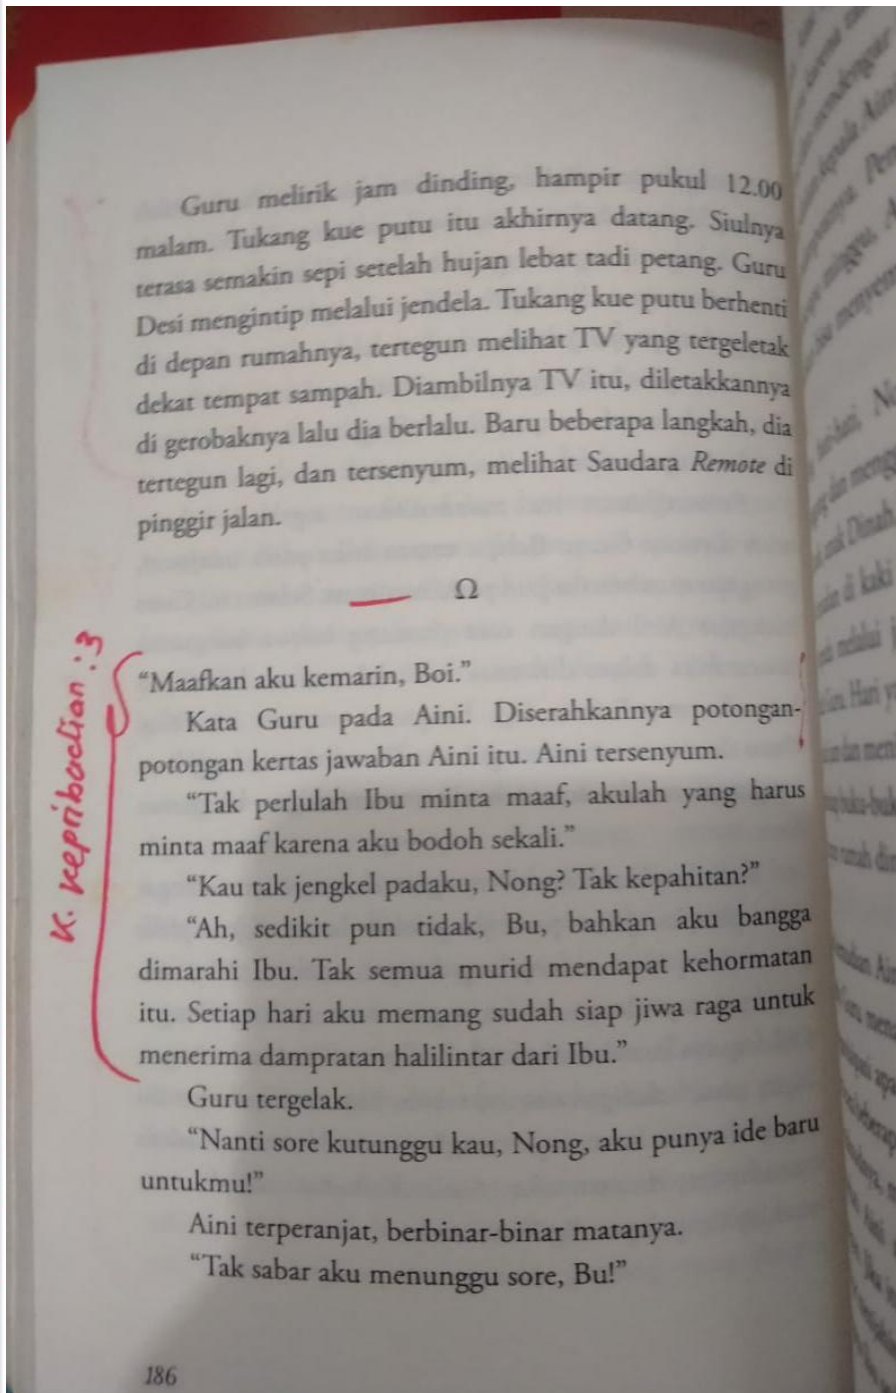 Guru melirik jam dinding, hampir pukul 12.00
malam. Tukang kue putu itu akhirnya datang. Siulnya
terasa semakin sepi setelah hujan lebat tadi petang. Guru
Desi mengintip melalui jendela. Tukang kue putu berhenti
di depan rumahnya, tertegun melihat TV yang tergeletak
dekat tempat sampah. Diambilnya TV itu, diletakkannya
di gerobaknya lalu dia berlalu. Baru beberapa langkah, dia
tertegun lagi, dan tersenyum, melihat Saudara Remote di
pinggir jalan.
Ω
K. Kepribadian : 3
“Maafkan aku kemarin, Boi.”
Kata Guru pada Aini. Diserahkannya potongan-
potongan kertas jawaban Aini itu. Aini tersenyum.
“Tak perlulah Ibu minta maaf, akulah yang harus
minta maaf karena aku bodoh sekali.”
“Kau tak jengkel padaku, Nong? Tak kepahitan?”
“Ah, sedikit pun tidak, Bu, bahkan aku bangga
dimarahi Ibu. Tak semua murid mendapat kehormatan
itu. Setiap hari aku memang sudah siap jiwa raga untuk
menerima dampratan halilintar dari Ibu.”
Guru tergelak.
“Nanti sore kutunggu kau, Nong, aku punya ide baru
untukmu!”
Aini terperanjat, berbinar-binar matanya.
“Tak sabar aku menunggu sore, Bu!”
186